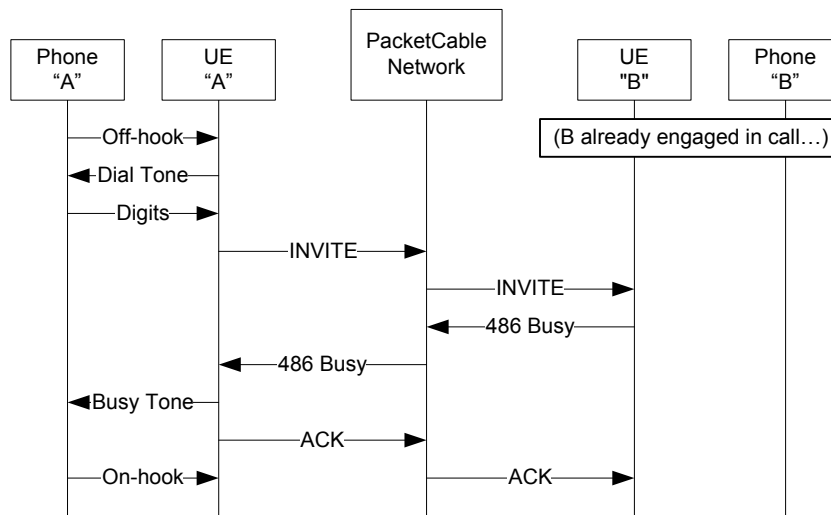 Phone
“A”
UE
“A”
PacketCable
Network
UE
"B"
Phone
“B”
Off-hook
(B already engaged in call…)
Dial Tone
Digits
INVITE
INVITE
486 Busy
486 Busy
Busy Tone
ACK
On-hook
ACK